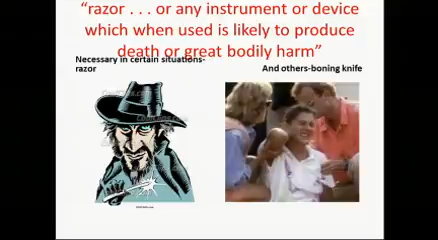 “razor . . . or any instrument or device
which when used is likely to produce
death or great bodily harm”
Necessary in certain situations-
razor
And others-boning knife